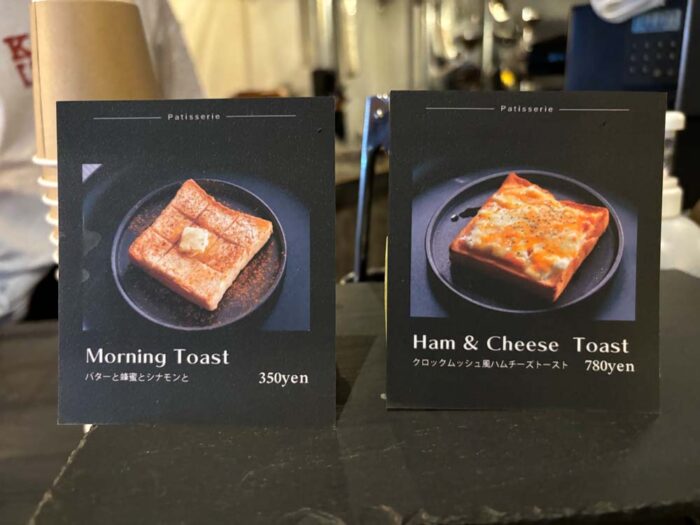 Patisserie
Morning Toast
バターと蜂蜜とシナモンと
350yen
Patisserie
Ham & Cheese Toast
クロックムッシュ風ハムチーズトースト
780yen